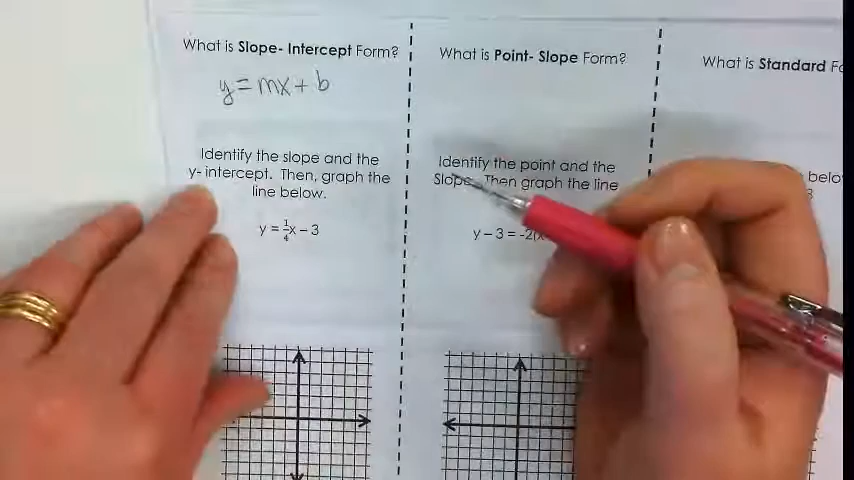 What is Slope- Intercept Form?
y = mx + b
Identify the slope and the
y- intercept. Then, graph the
line below.
y = 1/4x – 3
What is Point- Slope Form?
Identify the point and the
Slope. Then graph the line
y – 3 = -2(x
What is Standard